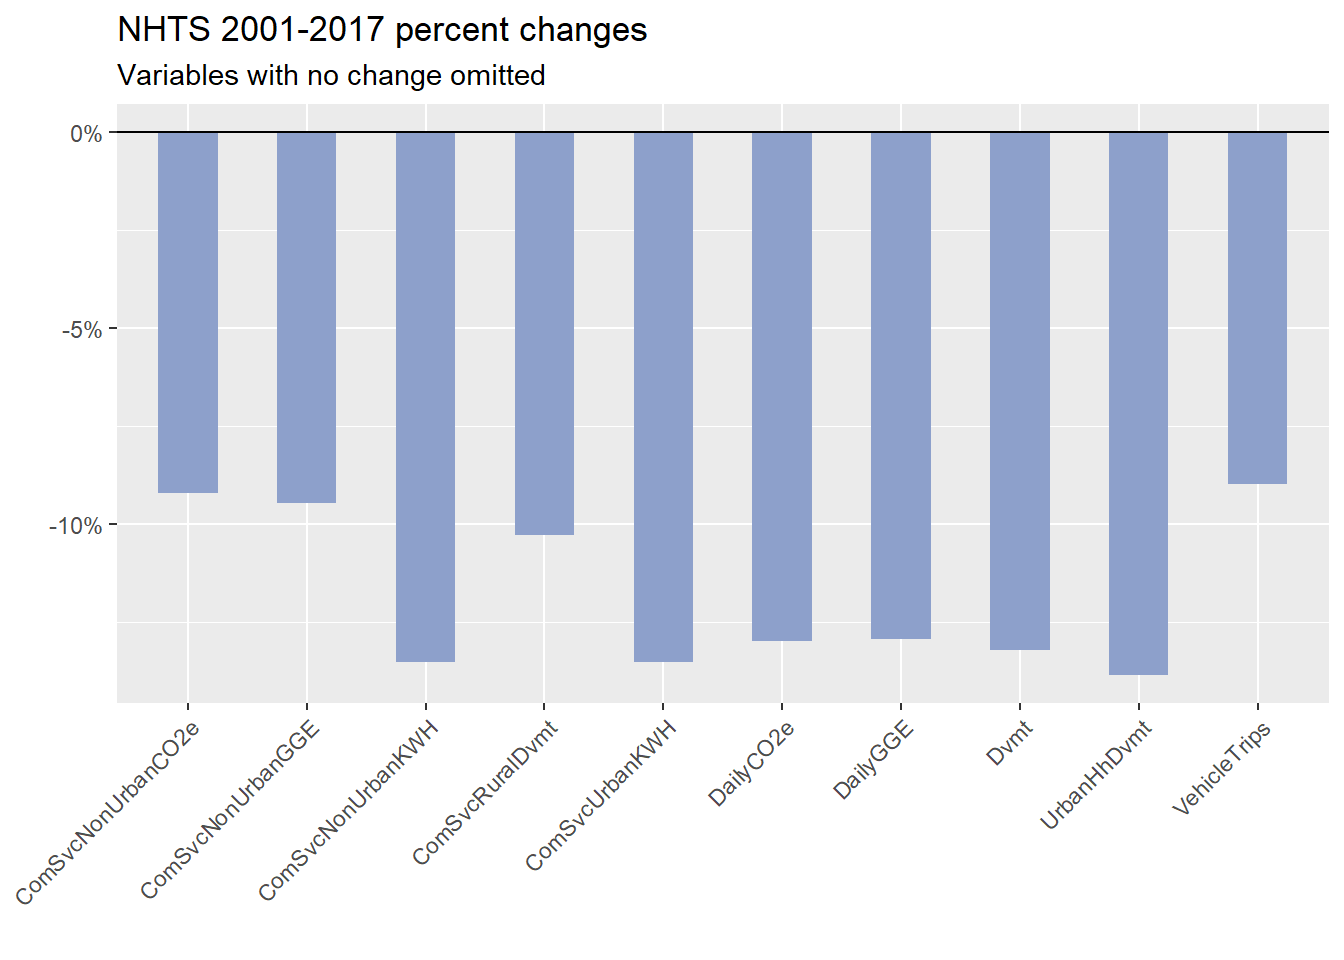 NHTS 2001-2017 percent changes
Variables with no change omitted
0%
-5%
-10%
ComSvcNonUrbanCO2e
ComSvcNonUrbanGGE
ComSvcNonUrbanKWH
ComSvcRuralDvmt
ComSvcUrbanKWH
DailyCO2e
DailyGGE
Dvmt
UrbanHhDvmt
VehicleTrips